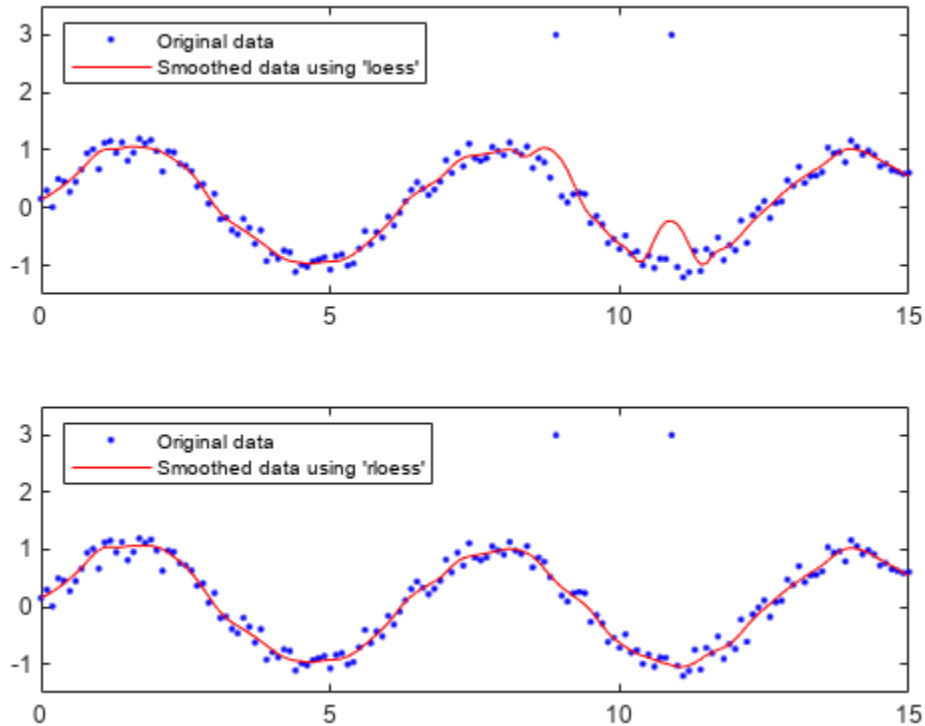 3
Original data
Smoothed data using 'loess'
2
1
0
-1
0 5 10 15
3
Original data
Smoothed data using 'rloess'
2
1
0
-1
0 5 10 15